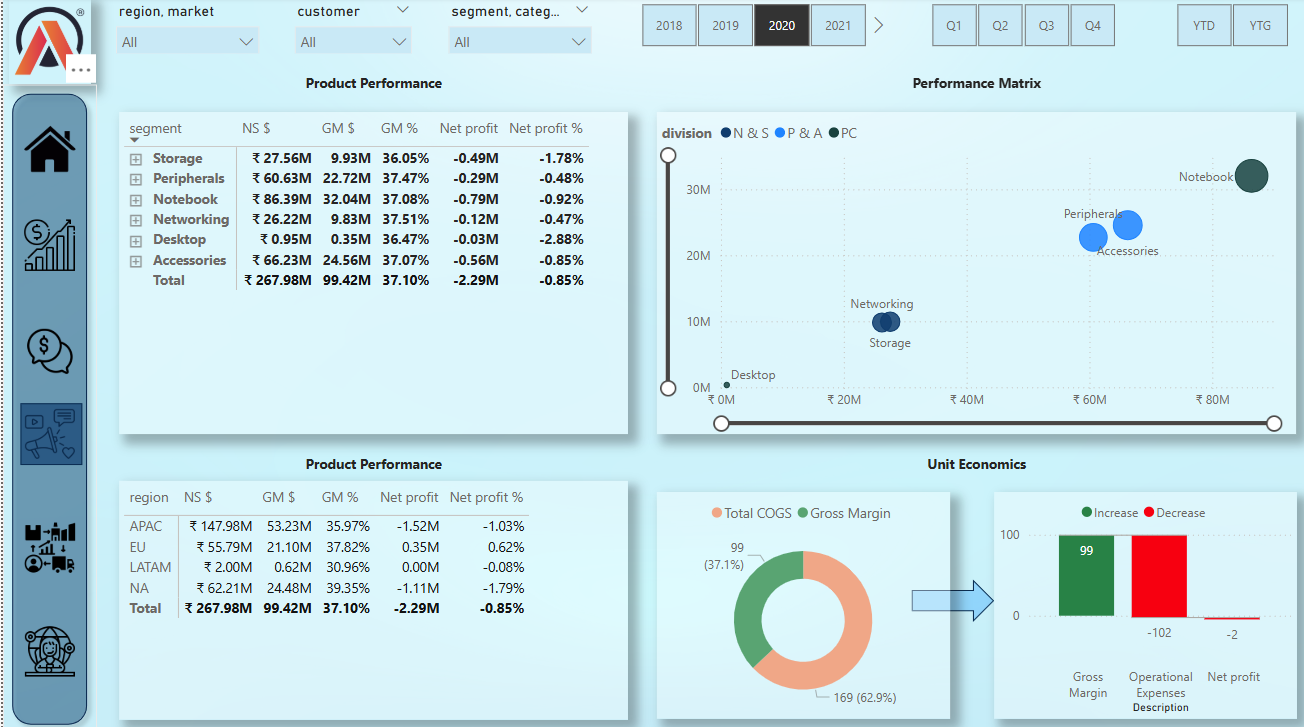 region, market customer segment, categ... 2018 2019 2020 2021 Q1 Q2 Q3 Q4 YTD YTG
All All All
®
Product Performance
segment NS $ GM $ GM % Net profit Net profit %
Storage ₹ 27.56M 9.93M 36.05% -0.49M -1.78%
Peripherals ₹ 60.63M 22.72M 37.47% -0.29M -0.48%
Notebook ₹ 86.39M 32.04M 37.08% -0.79M -0.92%
Networking ₹ 26.22M 9.83M 37.51% -0.12M -0.47%
Desktop ₹ 0.95M 0.35M 36.47% -0.03M -2.88%
Accessories ₹ 66.23M 24.56M 37.07% -0.56M -0.85%
Total ₹ 267.98M 99.42M 37.10% -2.29M -0.85%
Performance Matrix
division N & S P & A PC
30M
20M
10M
0M
Notebook
Peripherals
Accessories
Networking
Storage
Desktop
₹ 0M ₹ 20M ₹ 40M ₹ 60M ₹ 80M
Product Performance
region NS $ GM $ GM % Net profit Net profit %
APAC ₹ 147.98M 53.23M 35.97% -1.52M -1.03%
EU ₹ 55.79M 21.10M 37.82% 0.35M 0.62%
LATAM ₹ 2.00M 0.62M 30.96% 0.00M -0.08%
NA ₹ 62.21M 24.48M 39.35% -1.11M -1.79%
Total ₹ 267.98M 99.42M 37.10% -2.29M -0.85%
Unit Economics
Total COGS Gross Margin
99
(37.1%)
169 (62.9%)
Increase Decrease
100
0
99
-102
-2
Gross Margin
Operational Expenses
Net profit
Description